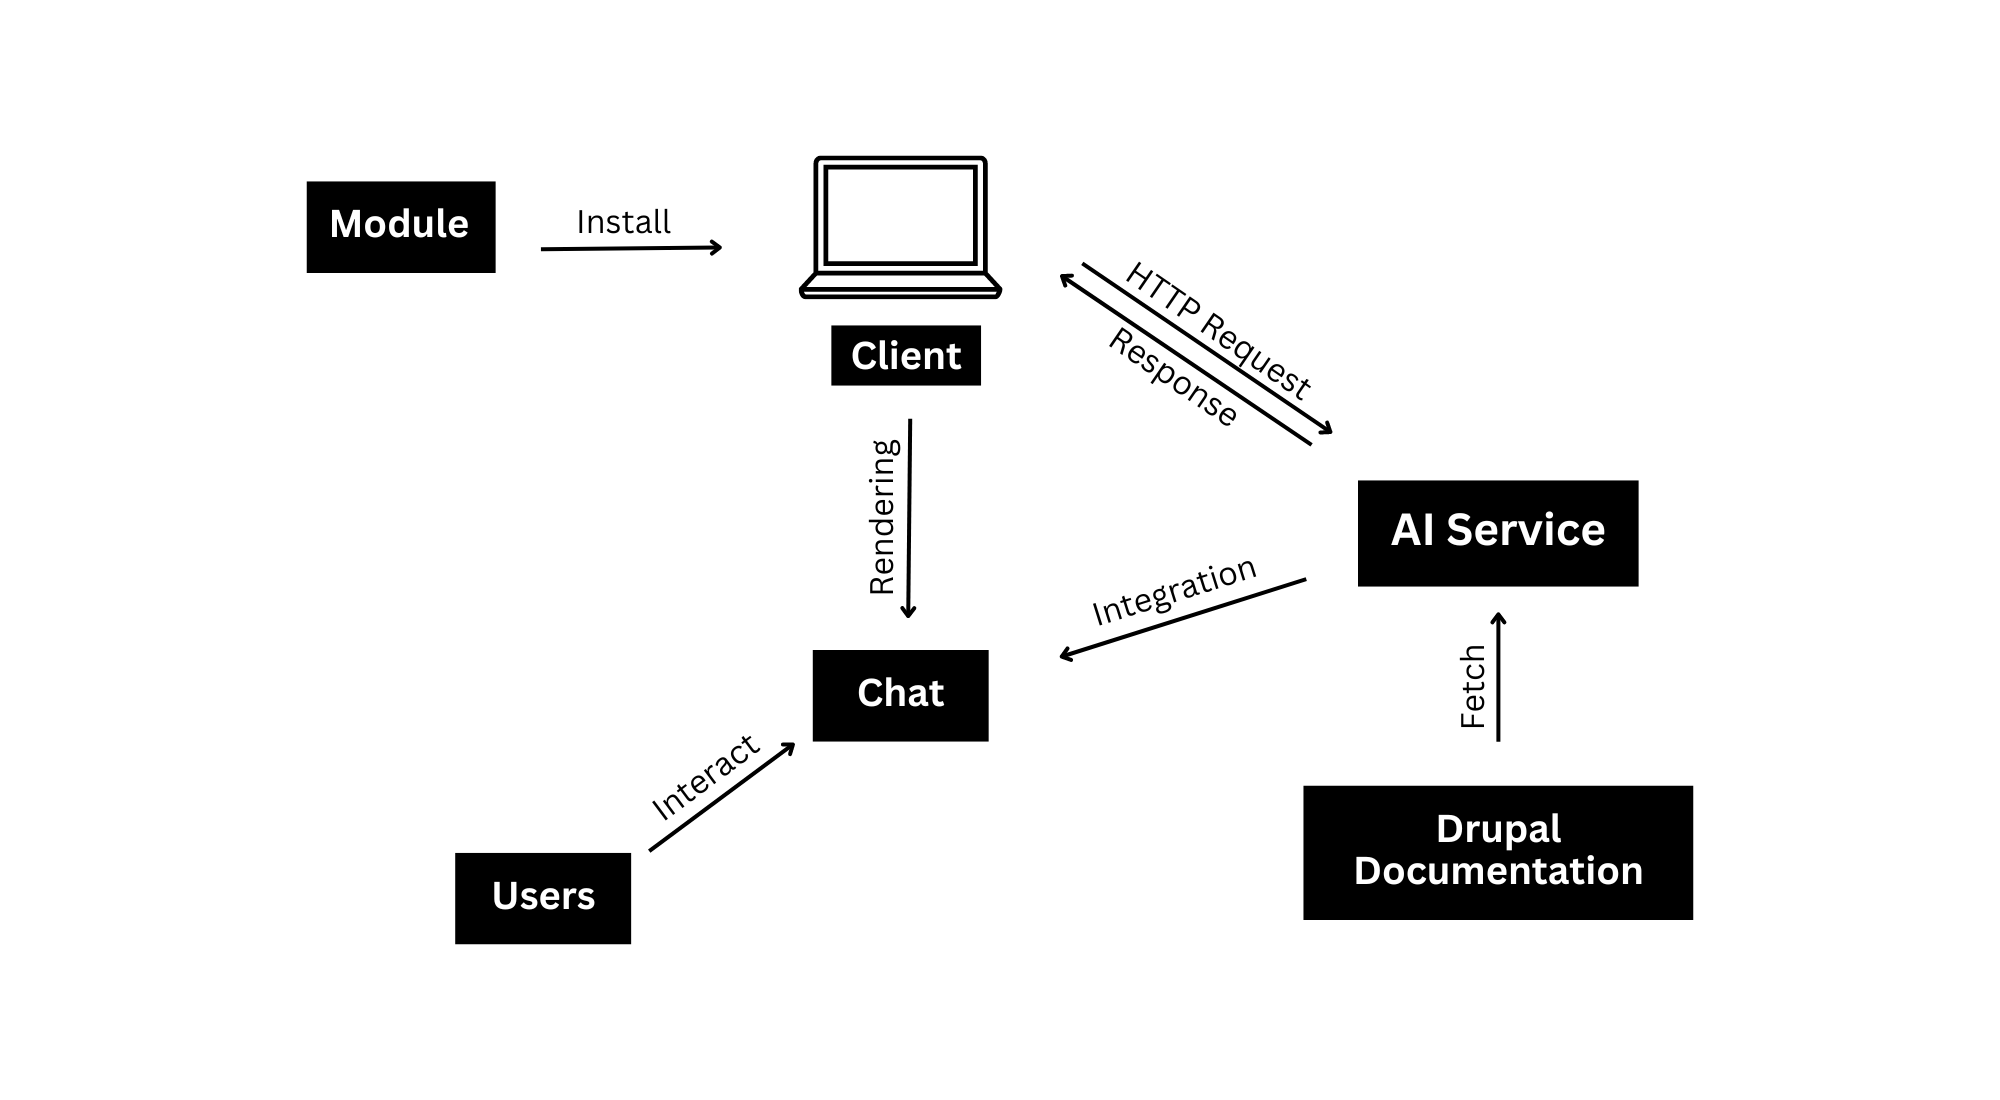 Module
Install
Client
HTTP Request
Response
Rendering
AI Service
Integration
Fetch
Chat
Interact
Users
Drupal
Documentation